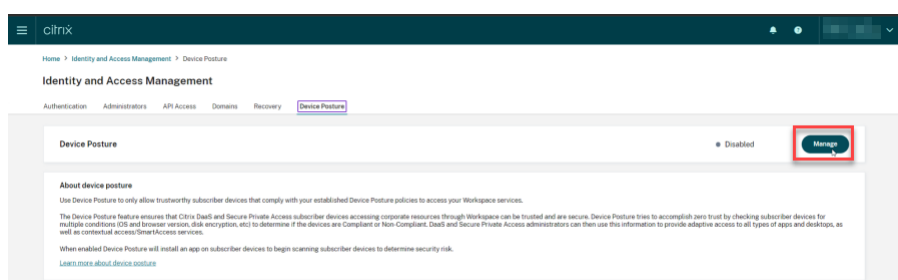 citrix
Home > Identity and Access Management > Device Posture
Identity and Access Management
Authentication Administrators API Access Domains Recovery Device Posture
Device Posture Disabled Manage
About device posture
Use Device Posture to only allow trustworthy subscriber devices that comply with your established Device Posture policies to access your Workspace services.
The Device Posture feature ensures that Citrix DaaS and Secure Private Access subscriber devices accessing corporate resources through Workspace can be trusted and are secure. Device Posture tries to accomplish zero trust by checking subscriber devices for
multiple conditions (OS and browser version, disk encryption, etc) to determine if the devices are Compliant or Non-Compliant. DaaS and Secure Private Access administrators can then use this information to provide adaptive access to all types of apps and desktops, as
well as contextual access/SmartAccess services.
When enabled Device Posture will install an app on subscriber devices to begin scanning subscriber devices to determine security risk.
Learn more about device posture